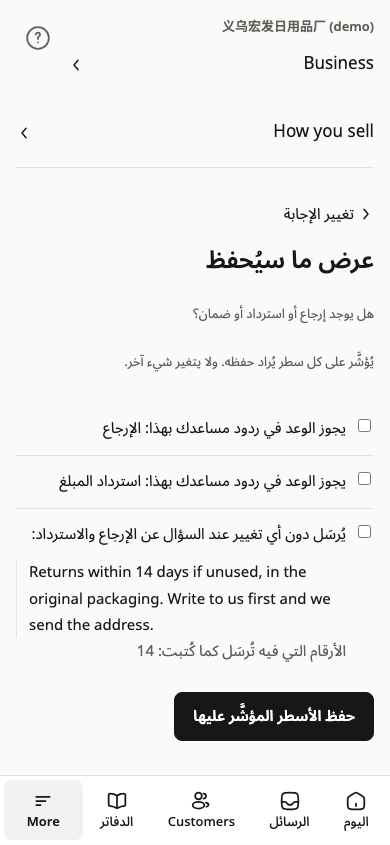 义乌宏发日用品厂 (demo)
Business
How you sell
تغيير الإجابة
عرض ما سيُحفظ
هل يوجد إرجاع أو استرداد أو ضمان؟
يُؤشَّر على كل سطر يُراد حفظه. ولا يتغير شيء آخر.
يجوز الوعد في ردود مساعدك بهذا: الإرجاع
يجوز الوعد في ردود مساعدك بهذا: استرداد المبلغ
يُرسَل دون أي تغيير عند السؤال عن الإرجاع والاسترداد:
Returns within 14 days if unused, in the
original packaging. Write to us first and we
send the address.
الأرقام التي فيه تُرسَل كما كُتبت: 14
حفظ الأسطر المؤشَّر عليها
اليوم
الرسائل
Customers
الدفاتر
More